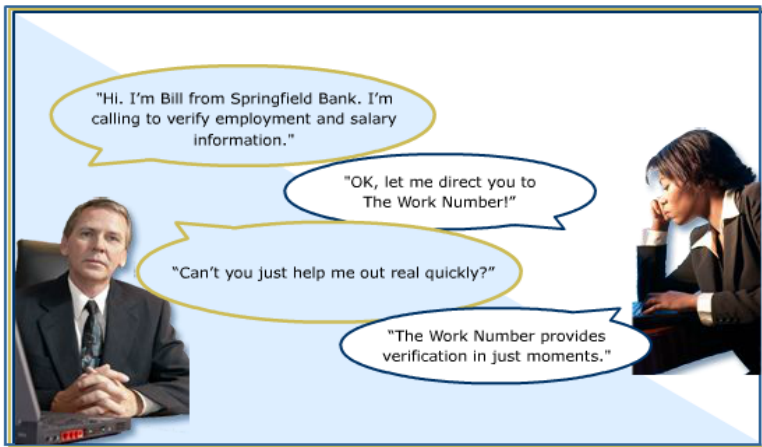 "Hi. I’m Bill from Springfield Bank. I’m
calling to verify employment and salary
information."
"OK, let me direct you to
The Work Number!”
“Can’t you just help me out real quickly?”
“The Work Number provides
verification in just moments."